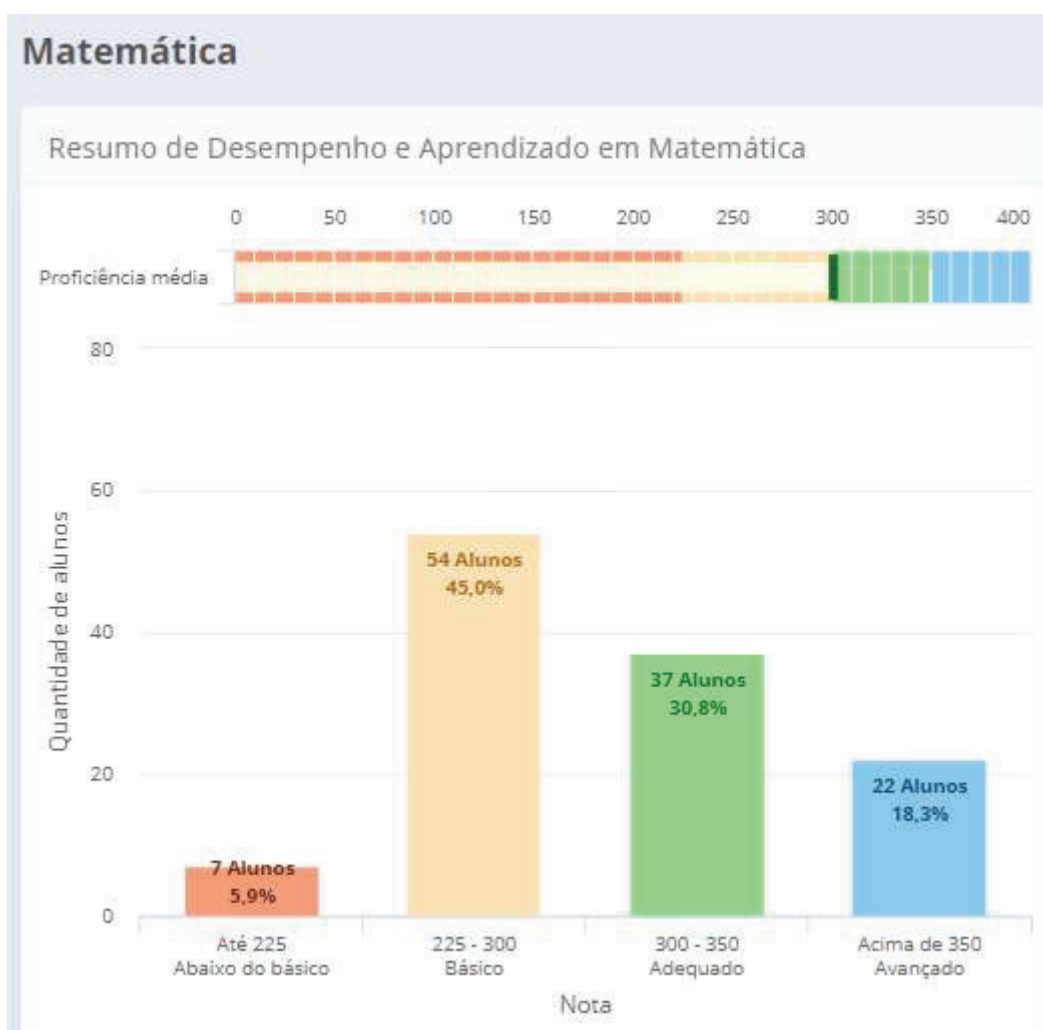 Matemática
Resumo de Desempenho e Aprendizado em Matemática
0 50 100 150 200 250 300 350 400
Proficiência média
80
60
40
20
0
Quantidade de alunos
7 Alunos
5,9%
54 Alunos
45,0%
37 Alunos
30,8%
22 Alunos
18,3%
Até 225
Abaixo do básico
225 - 300
Básico
300 - 350
Adequado
Acima de 350
Avançado
Nota